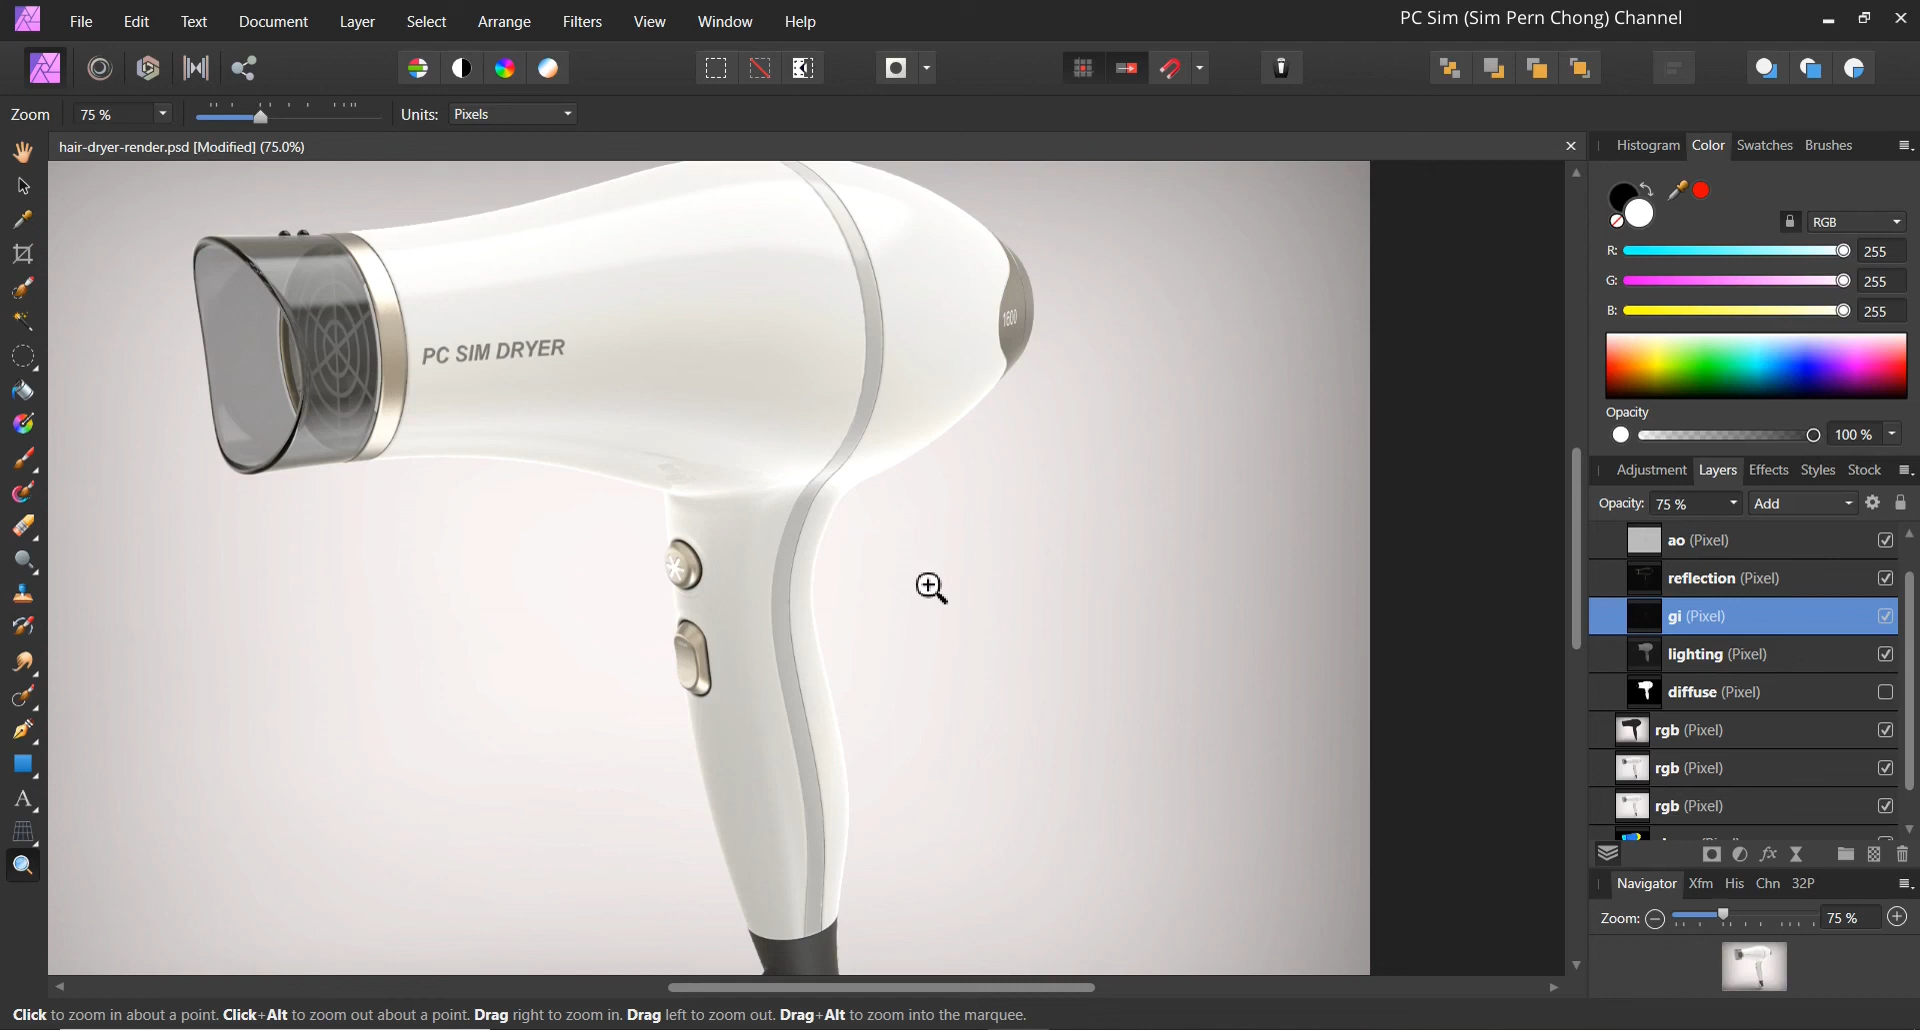 File Edit Text Document Layer Select Arrange Filters View Window Help
PC Sim (Sim Pern Chong) Channel
Zoom 75 % Units: Pixels
hair-dryer-render.psd [Modified] (75.0%)
Histogram Color Swatches Brushes
RGB
R: 255
G: 255
B: 255
Opacity
100 %
Adjustment Layers Effects Styles Stock
Opacity: 75 % Add
ao (Pixel)
reflection (Pixel)
gi (Pixel)
lighting (Pixel)
diffuse (Pixel)
rgb (Pixel)
rgb (Pixel)
rgb (Pixel)
Navigator Xfm His Chn 32P
Zoom: 75 %
PC SIM DRYER
1600
Click to zoom in about a point. Click+Alt to zoom out about a point. Drag right to zoom in. Drag left to zoom out. Drag+Alt to zoom into the marquee.